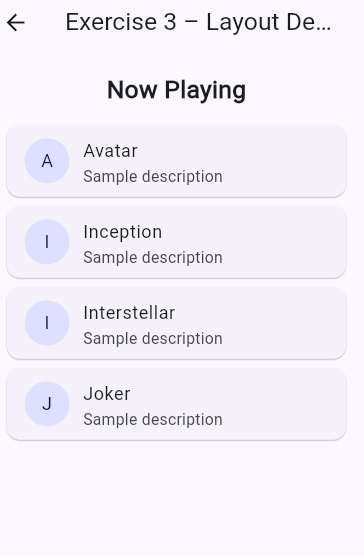 Exercise 3 – Layout De...
Now Playing
A
Avatar
Sample description
I
Inception
Sample description
I
Interstellar
Sample description
J
Joker
Sample description